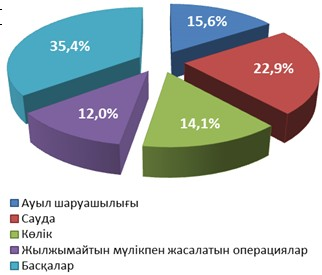 15,6%
35,4%
22,9%
12,0%
14,1%
Ауыл шаруашылығы
Сауда
Көлік
Жылжымайтын мүлікпен жасалатын операциялар
Басқалар